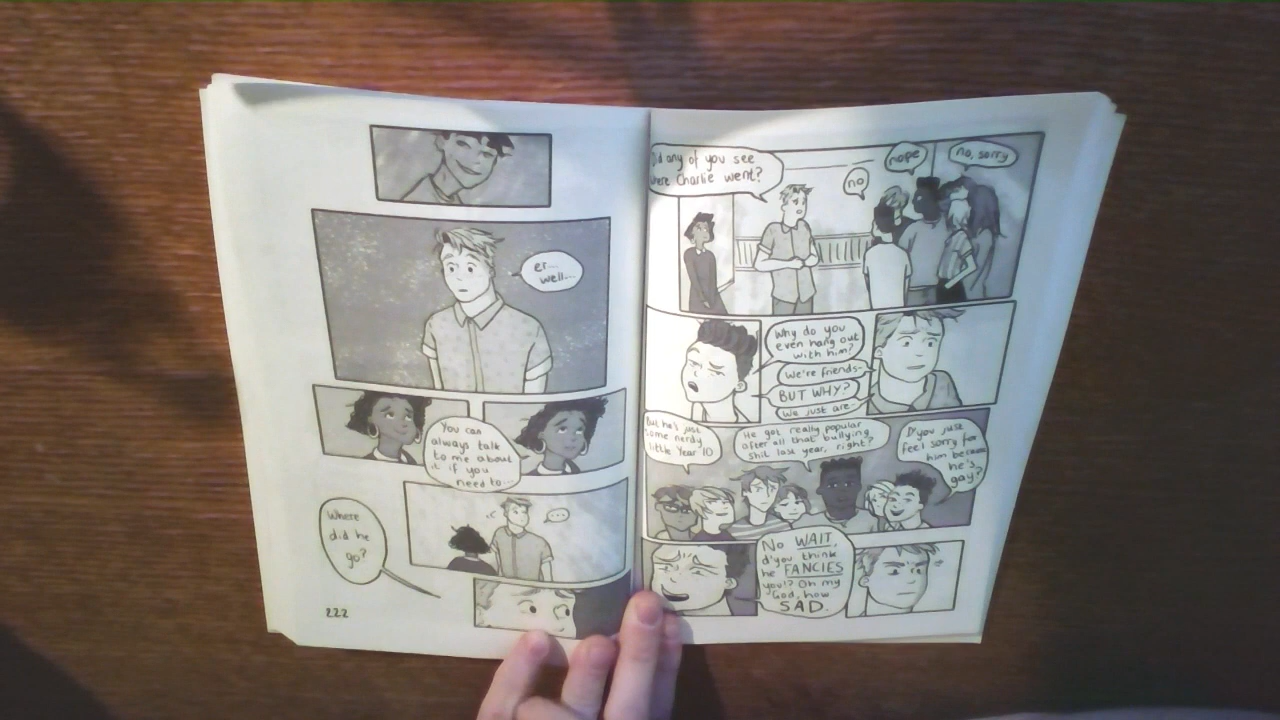 er...
well...
You can
always talk
to me about
it if you
need to...
...
Where
did he
go?
222
Did any of you see
where Charlie went?
no
nope
no, sorry
Why do you
even hang out
with him?
We're friends-
BUT WHY?
We just are-
But he's just
some nerdy
little Year 10
He got really popular
after all that bullying
shit last year, right?
D'you just
feel sorry for
him because
he's
gay?
No WAIT,
d'you think
he FANCIES
you!? Oh my
God, how
SAD.